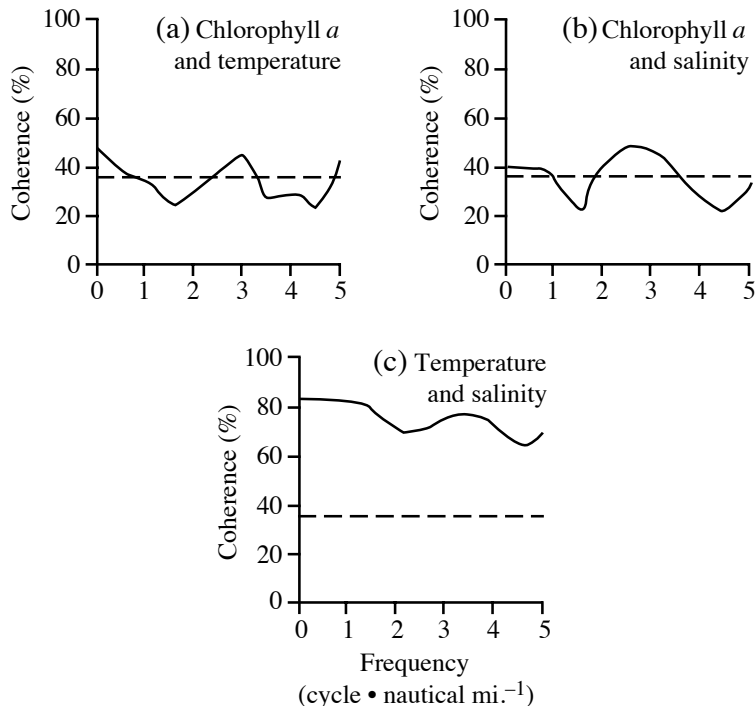 (a) Chlorophyll a
and temperature
Coherence (%)
100
80
60
40
20
0
0 1 2 3 4 5
(b) Chlorophyll a
and salinity
Coherence (%)
100
80
60
40
20
0
0 1 2 3 4 5
(c) Temperature
and salinity
Coherence (%)
100
80
60
40
20
0
0 1 2 3 4 5
Frequency
(cycle • nautical mi.⁻¹)